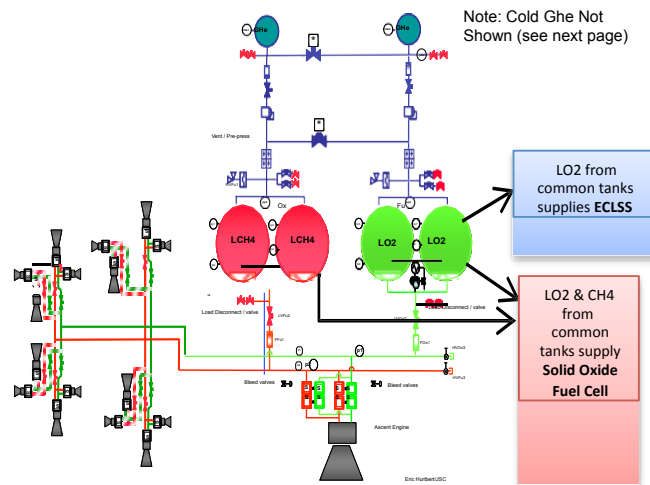 Note: Cold Ghe Not
Shown (see next page)
GHe
GHe
*
*
Vent / Pre-press
Ox
Fu
LCH4
LCH4
LO2
LO2
LO2 from
common tanks
supplies ECLSS
LO2 & CH4
from
common
tanks supply
Solid Oxide
Fuel Cell
Load Disconnect / valve
Load Disconnect / valve
Bleed valves
Bleed valves
Ascent Engine
Eric Hurlbert/JSC